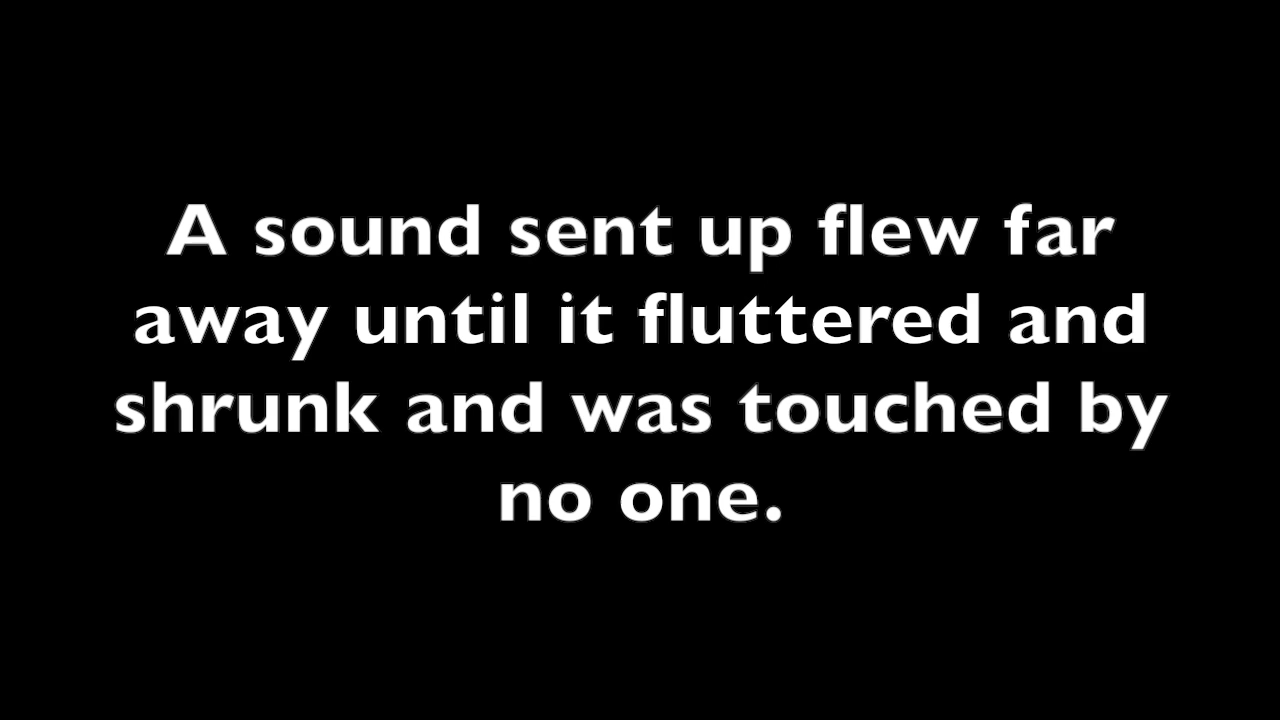 A sound sent up flew far
away until it fluttered and
shrunk and was touched by
no one.